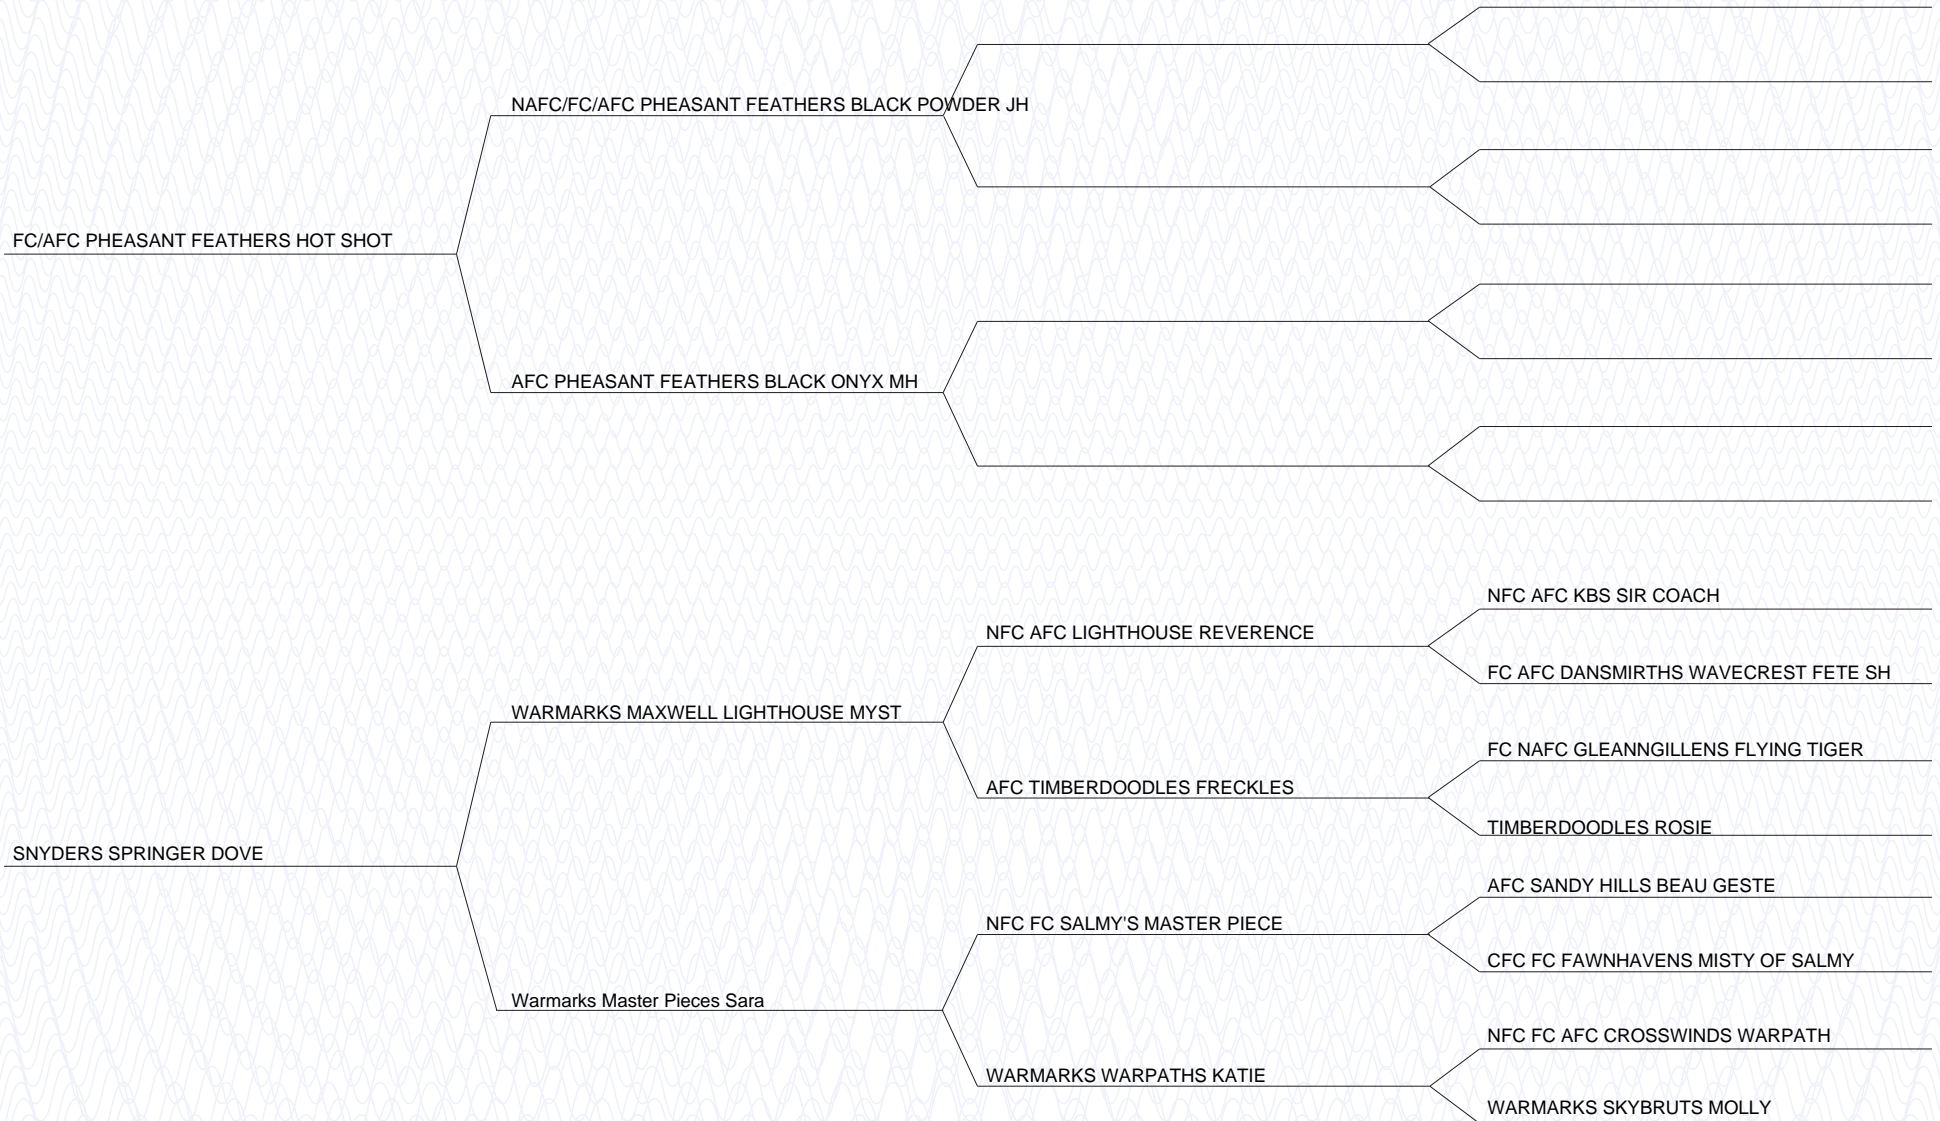 NAFC/FC/AFC PHEASANT FEATHERS BLACK POWDER JH
FC/AFC PHEASANT FEATHERS HOT SHOT
AFC PHEASANT FEATHERS BLACK ONYX MH
NFC AFC KBS SIR COACH
NFC AFC LIGHTHOUSE REVERENCE
FC AFC DANSMIRTHS WAVECREST FETE SH
WARMARKS MAXWELL LIGHTHOUSE MYST
FC NAFC GLEANNGILLENS FLYING TIGER
AFC TIMBERDOODLES FRECKLES
TIMBERDOODLES ROSIE
SNYDERS SPRINGER DOVE
AFC SANDY HILLS BEAU GESTE
NFC FC SALMY'S MASTER PIECE
CFC FC FAWNHAVENS MISTY OF SALMY
Warmarks Master Pieces Sara
NFC FC AFC CROSSWINDS WARPATH
WARMARKS WARPATHS KATIE
WARMARKS SKYBRUTS MOLLY